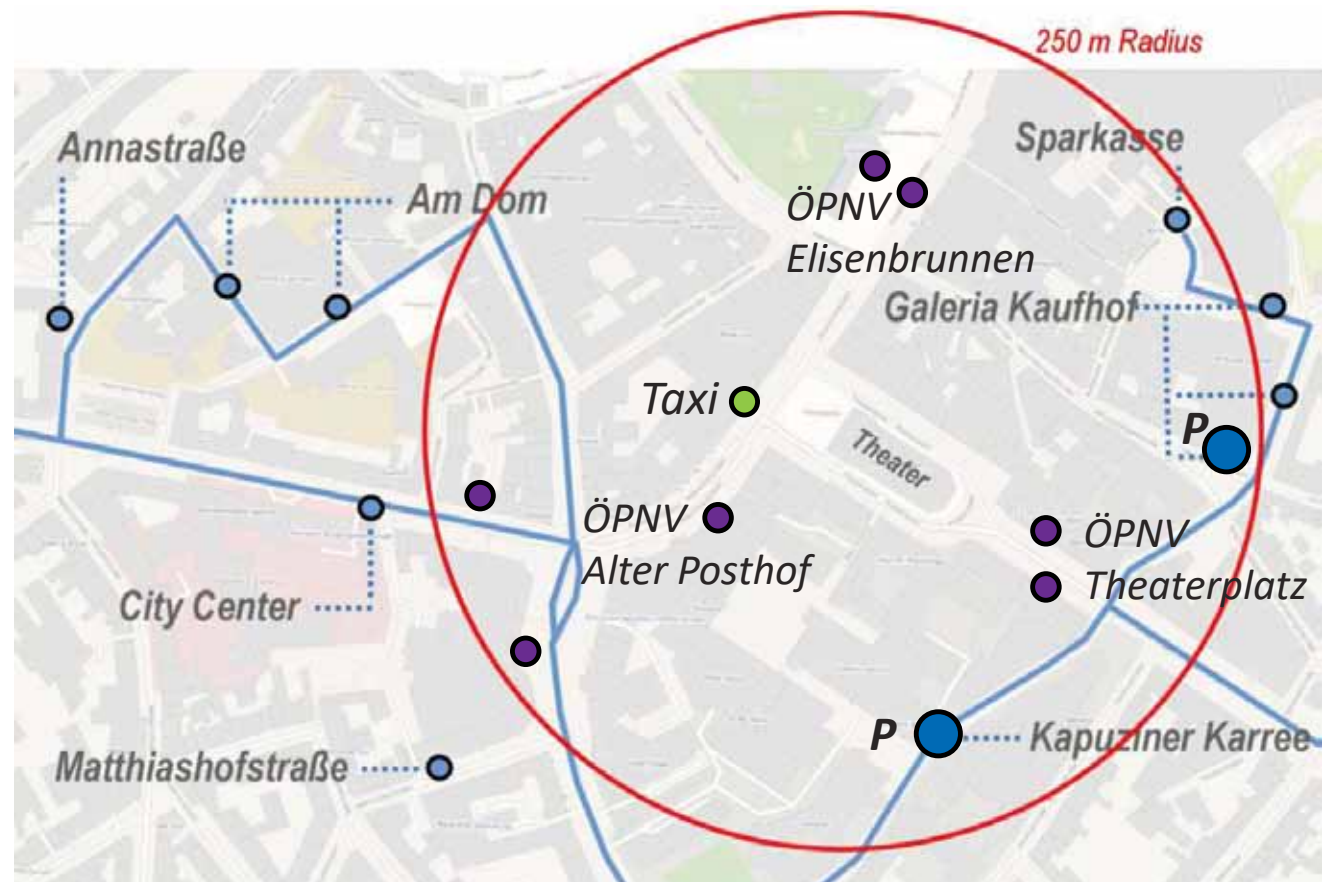 250 m Radius
Annastraße
Sparkasse
Am Dom
ÖPNV
Elisenbrunnen
Galeria Kaufhof
Taxi
P
Theater
ÖPNV
Alter Posthof
ÖPNV
Theaterplatz
City Center
P
Kapuziner Karree
Matthiashofstraße